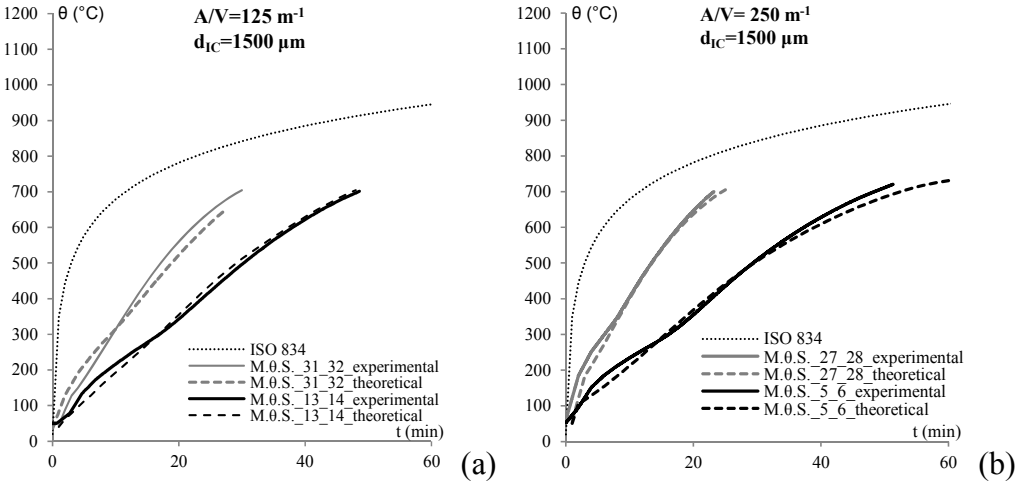 θ (°C)
A/V=125 m-1
dIC=1500 µm
1200
1100
1000
900
800
700
600
500
400
300
200
100
0
ISO 834
M.θ.S._31_32_experimental
M.θ.S._31_32_theoretical
M.θ.S._13_14_experimental
M.θ.S._13_14_theoretical
t (min)
0 20 40 60
(a)
θ (°C)
A/V= 250 m-1
dIC=1500 µm
1200
1100
1000
900
800
700
600
500
400
300
200
100
0
ISO 834
M.θ.S._27_28_experimental
M.θ.S._27_28_theoretical
M.θ.S._5_6_experimental
M.θ.S._5_6_theoretical
t (min)
0 20 40 60
(b)